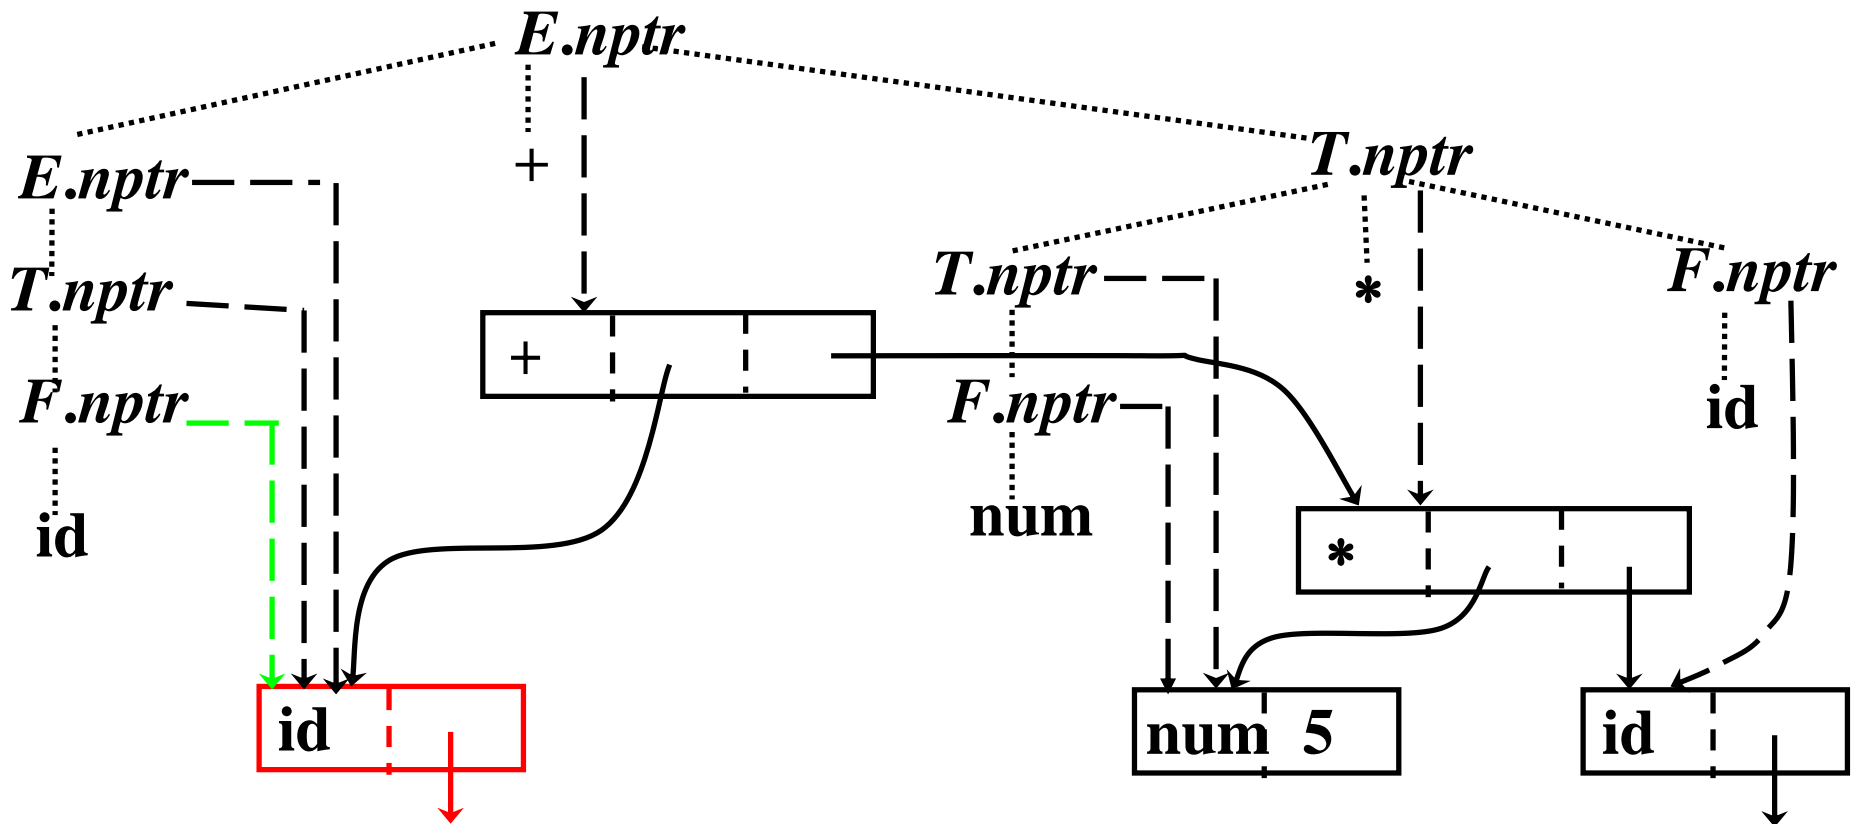 E.nptr
+
T.nptr
E.nptr
T.nptr
*
F.nptr
T.nptr
+
F.nptr
F.nptr
id
num
id
*
id
num 5
id